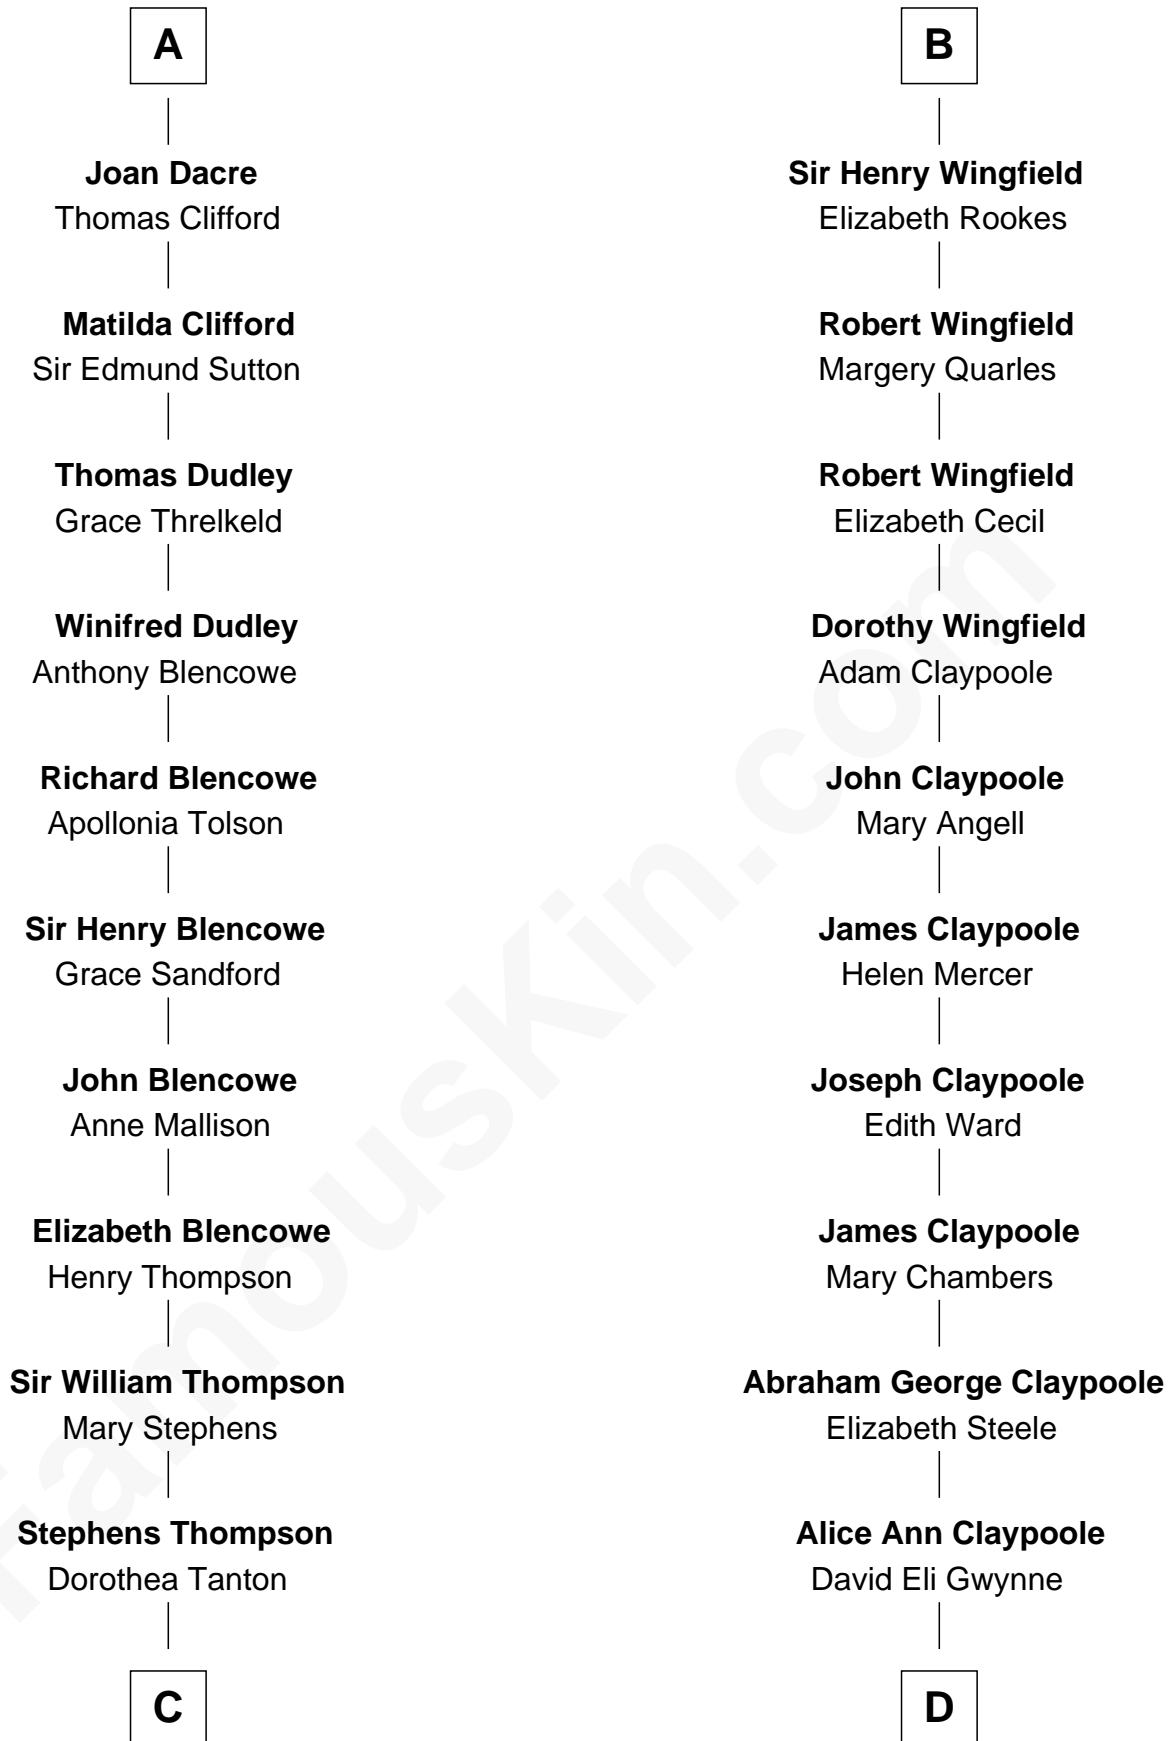 A
Joan Dacre
Thomas Clifford
Matilda Clifford
Sir Edmund Sutton
Thomas Dudley
Grace Threlkeld
Winifred Dudley
Anthony Blencowe
Richard Blencowe
Apollonia Tolson
Sir Henry Blencowe
Grace Sandford
John Blencowe
Anne Mallison
Elizabeth Blencowe
Henry Thompson
Sir William Thompson
Mary Stephens
Stephens Thompson
Dorothea Tanton
C
B
Sir Henry Wingfield
Elizabeth Rookes
Robert Wingfield
Margery Quarles
Robert Wingfield
Elizabeth Cecil
Dorothy Wingfield
Adam Claypoole
John Claypoole
Mary Angell
James Claypoole
Helen Mercer
Joseph Claypoole
Edith Ward
James Claypoole
Mary Chambers
Abraham George Claypoole
Elizabeth Steele
Alice Ann Claypoole
David Eli Gwynne
D
FamousKin.com